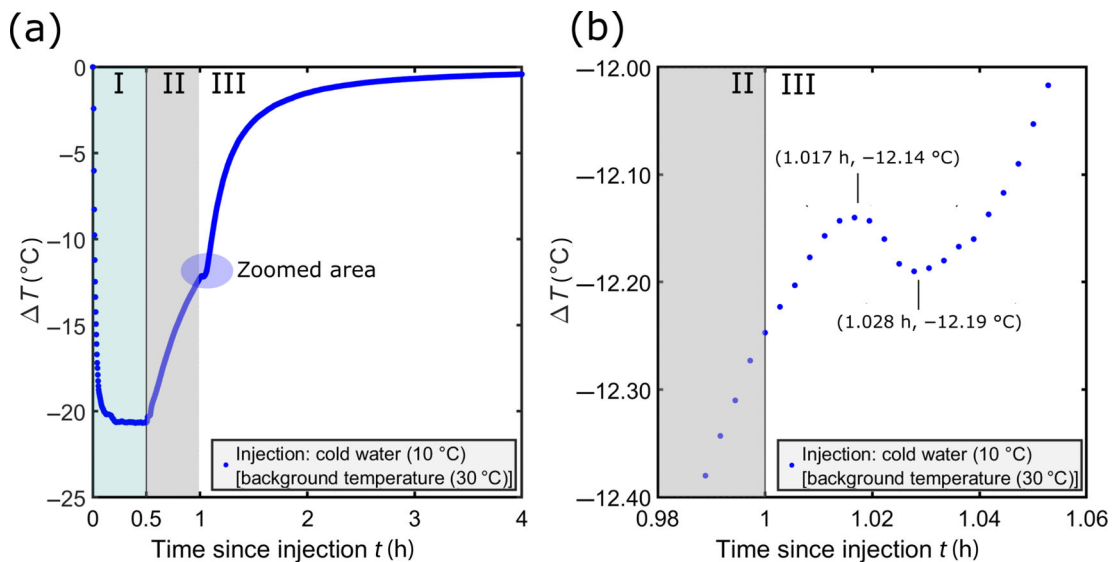 (a)
I II III
0
−5
−10
−15
−20
−25
ΔT (°C)
Zoomed area
Injection: cold water (10 °C)
[background temperature (30 °C)]
0 0.5 1 2 3 4
Time since injection t (h)
(b)
II III
−12.00
−12.10
−12.20
−12.30
−12.40
ΔT (°C)
(1.017 h, −12.14 °C)
(1.028 h, −12.19 °C)
Injection: cold water (10 °C)
[background temperature (30 °C)]
0.98 1 1.02 1.04 1.06
Time since injection t (h)